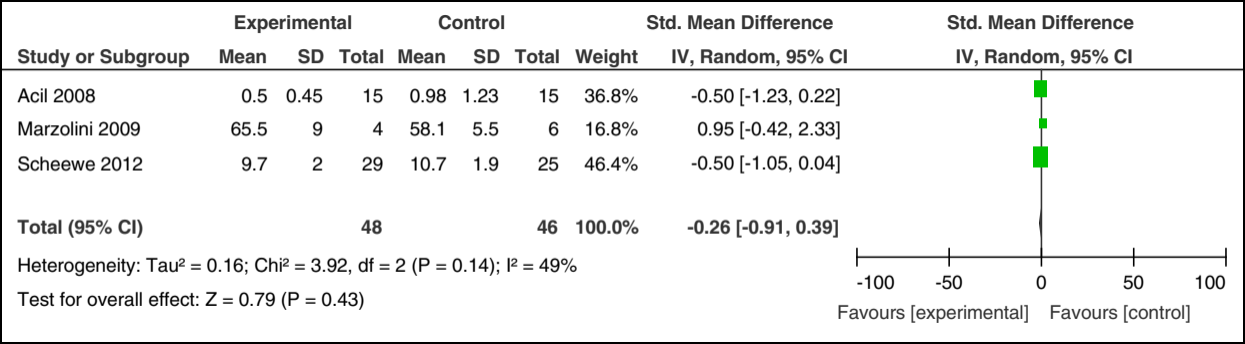 Experimental Control Std. Mean Difference Std. Mean Difference
Study or Subgroup Mean SD Total Mean SD Total Weight IV, Random, 95% CI IV, Random, 95% CI
Acil 2008 0.5 0.45 15 0.98 1.23 15 36.8% -0.50 [-1.23, 0.22]
Marzolini 2009 65.5 9 4 58.1 5.5 6 16.8% 0.95 [-0.42, 2.33]
Scheewe 2012 9.7 2 29 10.7 1.9 25 46.4% -0.50 [-1.05, 0.04]
Total (95% CI) 48 46 100.0% -0.26 [-0.91, 0.39]
Heterogeneity: Tau² = 0.16; Chi² = 3.92, df = 2 (P = 0.14); I² = 49%
Test for overall effect: Z = 0.79 (P = 0.43)
-100 -50 0 50 100
Favours [experimental] Favours [control]